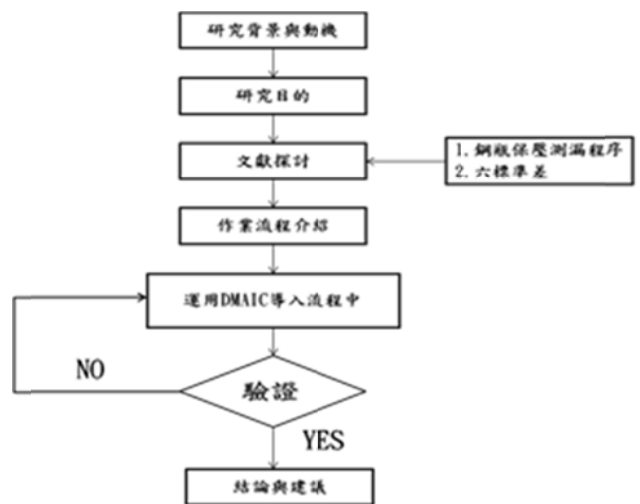 研究背景與動機
研究目的
文獻探討
1. 鋼瓶保壓測漏程序
2. 六標準差
作業流程介紹
運用DMAIC導入流程中
NO
驗證
YES
結論與建議